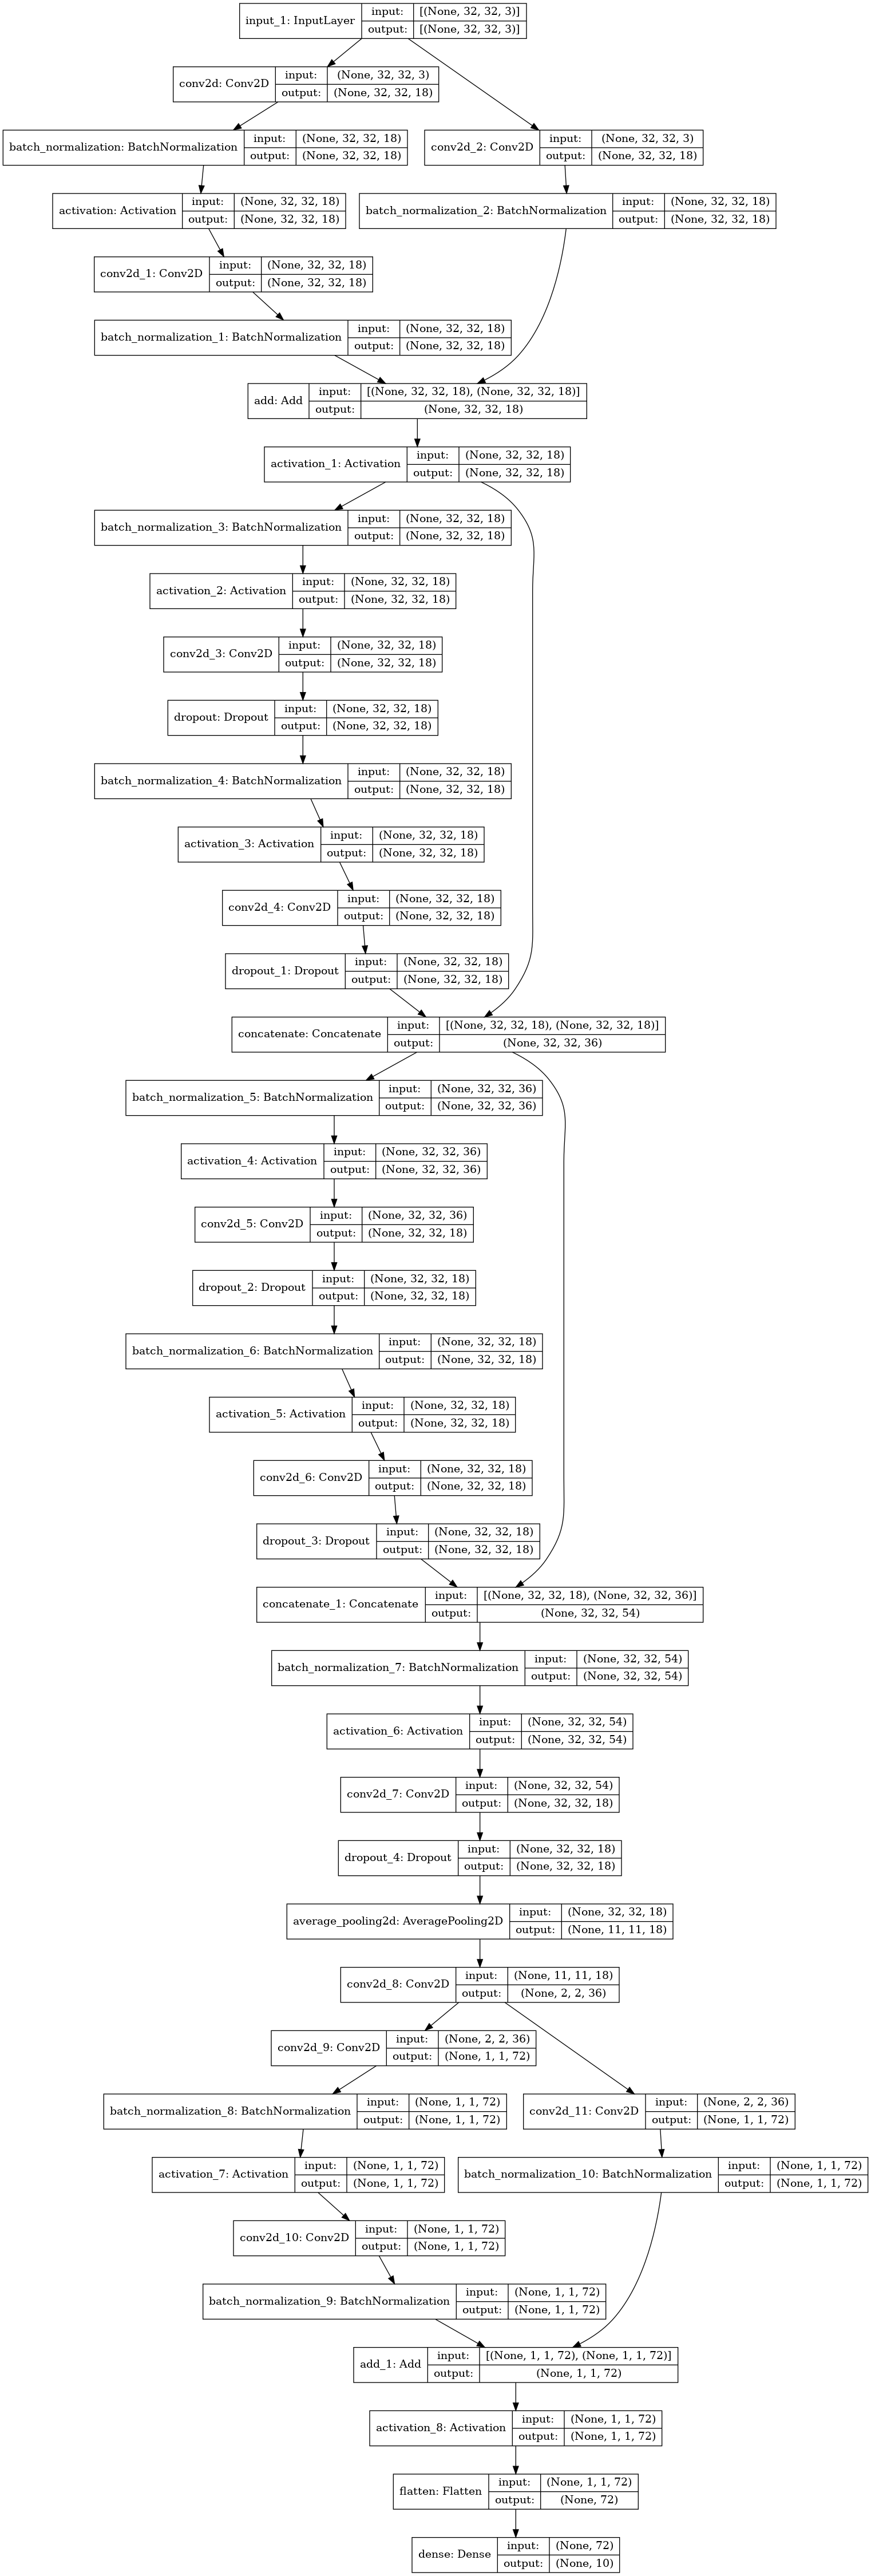 input_1: InputLayer
input: [(None, 32, 32, 3)]
output: [(None, 32, 32, 3)]
conv2d: Conv2D
input: (None, 32, 32, 3)
output: (None, 32, 32, 18)
batch_normalization: BatchNormalization
input: (None, 32, 32, 18)
output: (None, 32, 32, 18)
conv2d_2: Conv2D
input: (None, 32, 32, 3)
output: (None, 32, 32, 18)
activation: Activation
input: (None, 32, 32, 18)
output: (None, 32, 32, 18)
batch_normalization_2: BatchNormalization
input: (None, 32, 32, 18)
output: (None, 32, 32, 18)
conv2d_1: Conv2D
input: (None, 32, 32, 18)
output: (None, 32, 32, 18)
batch_normalization_1: BatchNormalization
input: (None, 32, 32, 18)
output: (None, 32, 32, 18)
add: Add
input: [(None, 32, 32, 18), (None, 32, 32, 18)]
output: (None, 32, 32, 18)
activation_1: Activation
input: (None, 32, 32, 18)
output: (None, 32, 32, 18)
batch_normalization_3: BatchNormalization
input: (None, 32, 32, 18)
output: (None, 32, 32, 18)
activation_2: Activation
input: (None, 32, 32, 18)
output: (None, 32, 32, 18)
conv2d_3: Conv2D
input: (None, 32, 32, 18)
output: (None, 32, 32, 18)
dropout: Dropout
input: (None, 32, 32, 18)
output: (None, 32, 32, 18)
batch_normalization_4: BatchNormalization
input: (None, 32, 32, 18)
output: (None, 32, 32, 18)
activation_3: Activation
input: (None, 32, 32, 18)
output: (None, 32, 32, 18)
conv2d_4: Conv2D
input: (None, 32, 32, 18)
output: (None, 32, 32, 18)
dropout_1: Dropout
input: (None, 32, 32, 18)
output: (None, 32, 32, 18)
concatenate: Concatenate
input: [(None, 32, 32, 18), (None, 32, 32, 18)]
output: (None, 32, 32, 36)
batch_normalization_5: BatchNormalization
input: (None, 32, 32, 36)
output: (None, 32, 32, 36)
activation_4: Activation
input: (None, 32, 32, 36)
output: (None, 32, 32, 36)
conv2d_5: Conv2D
input: (None, 32, 32, 36)
output: (None, 32, 32, 18)
dropout_2: Dropout
input: (None, 32, 32, 18)
output: (None, 32, 32, 18)
batch_normalization_6: BatchNormalization
input: (None, 32, 32, 18)
output: (None, 32, 32, 18)
activation_5: Activation
input: (None, 32, 32, 18)
output: (None, 32, 32, 18)
conv2d_6: Conv2D
input: (None, 32, 32, 18)
output: (None, 32, 32, 18)
dropout_3: Dropout
input: (None, 32, 32, 18)
output: (None, 32, 32, 18)
concatenate_1: Concatenate
input: [(None, 32, 32, 18), (None, 32, 32, 36)]
output: (None, 32, 32, 54)
batch_normalization_7: BatchNormalization
input: (None, 32, 32, 54)
output: (None, 32, 32, 54)
activation_6: Activation
input: (None, 32, 32, 54)
output: (None, 32, 32, 54)
conv2d_7: Conv2D
input: (None, 32, 32, 54)
output: (None, 32, 32, 18)
dropout_4: Dropout
input: (None, 32, 32, 18)
output: (None, 32, 32, 18)
average_pooling2d: AveragePooling2D
input: (None, 32, 32, 18)
output: (None, 11, 11, 18)
conv2d_8: Conv2D
input: (None, 11, 11, 18)
output: (None, 2, 2, 36)
conv2d_9: Conv2D
input: (None, 2, 2, 36)
output: (None, 1, 1, 72)
batch_normalization_8: BatchNormalization
input: (None, 1, 1, 72)
output: (None, 1, 1, 72)
conv2d_11: Conv2D
input: (None, 2, 2, 36)
output: (None, 1, 1, 72)
activation_7: Activation
input: (None, 1, 1, 72)
output: (None, 1, 1, 72)
batch_normalization_10: BatchNormalization
input: (None, 1, 1, 72)
output: (None, 1, 1, 72)
conv2d_10: Conv2D
input: (None, 1, 1, 72)
output: (None, 1, 1, 72)
batch_normalization_9: BatchNormalization
input: (None, 1, 1, 72)
output: (None, 1, 1, 72)
add_1: Add
input: [(None, 1, 1, 72), (None, 1, 1, 72)]
output: (None, 1, 1, 72)
activation_8: Activation
input: (None, 1, 1, 72)
output: (None, 1, 1, 72)
flatten: Flatten
input: (None, 1, 1, 72)
output: (None, 72)
dense: Dense
input: (None, 72)
output: (None, 10)